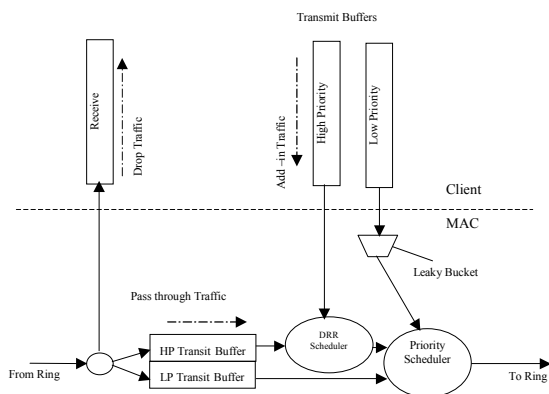 Transmit Buffers
Receive
Drop Traffic
Add –in Traffic
High Priority
Low Priority
Client
MAC
Leaky Bucket
Pass through Traffic
DRR
Scheduler
Priority
Scheduler
HP Transit Buffer
LP Transit Buffer
From Ring
To Ring